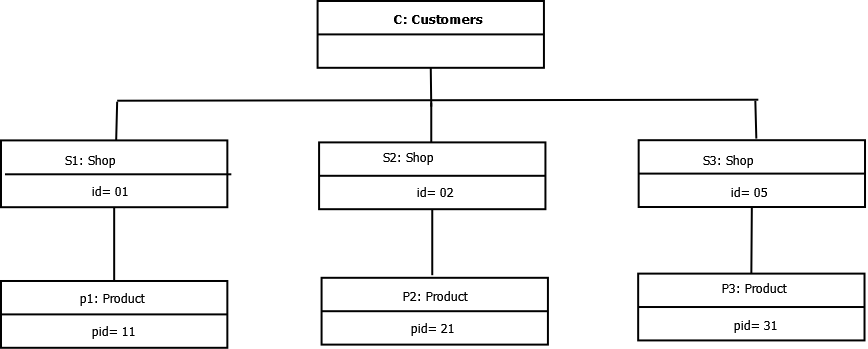 C: Customers
S1: Shop
id= 01
S2: Shop
id= 02
S3: Shop
id= 05
p1: Product
pid= 11
P2: Product
pid= 21
P3: Product
pid= 31